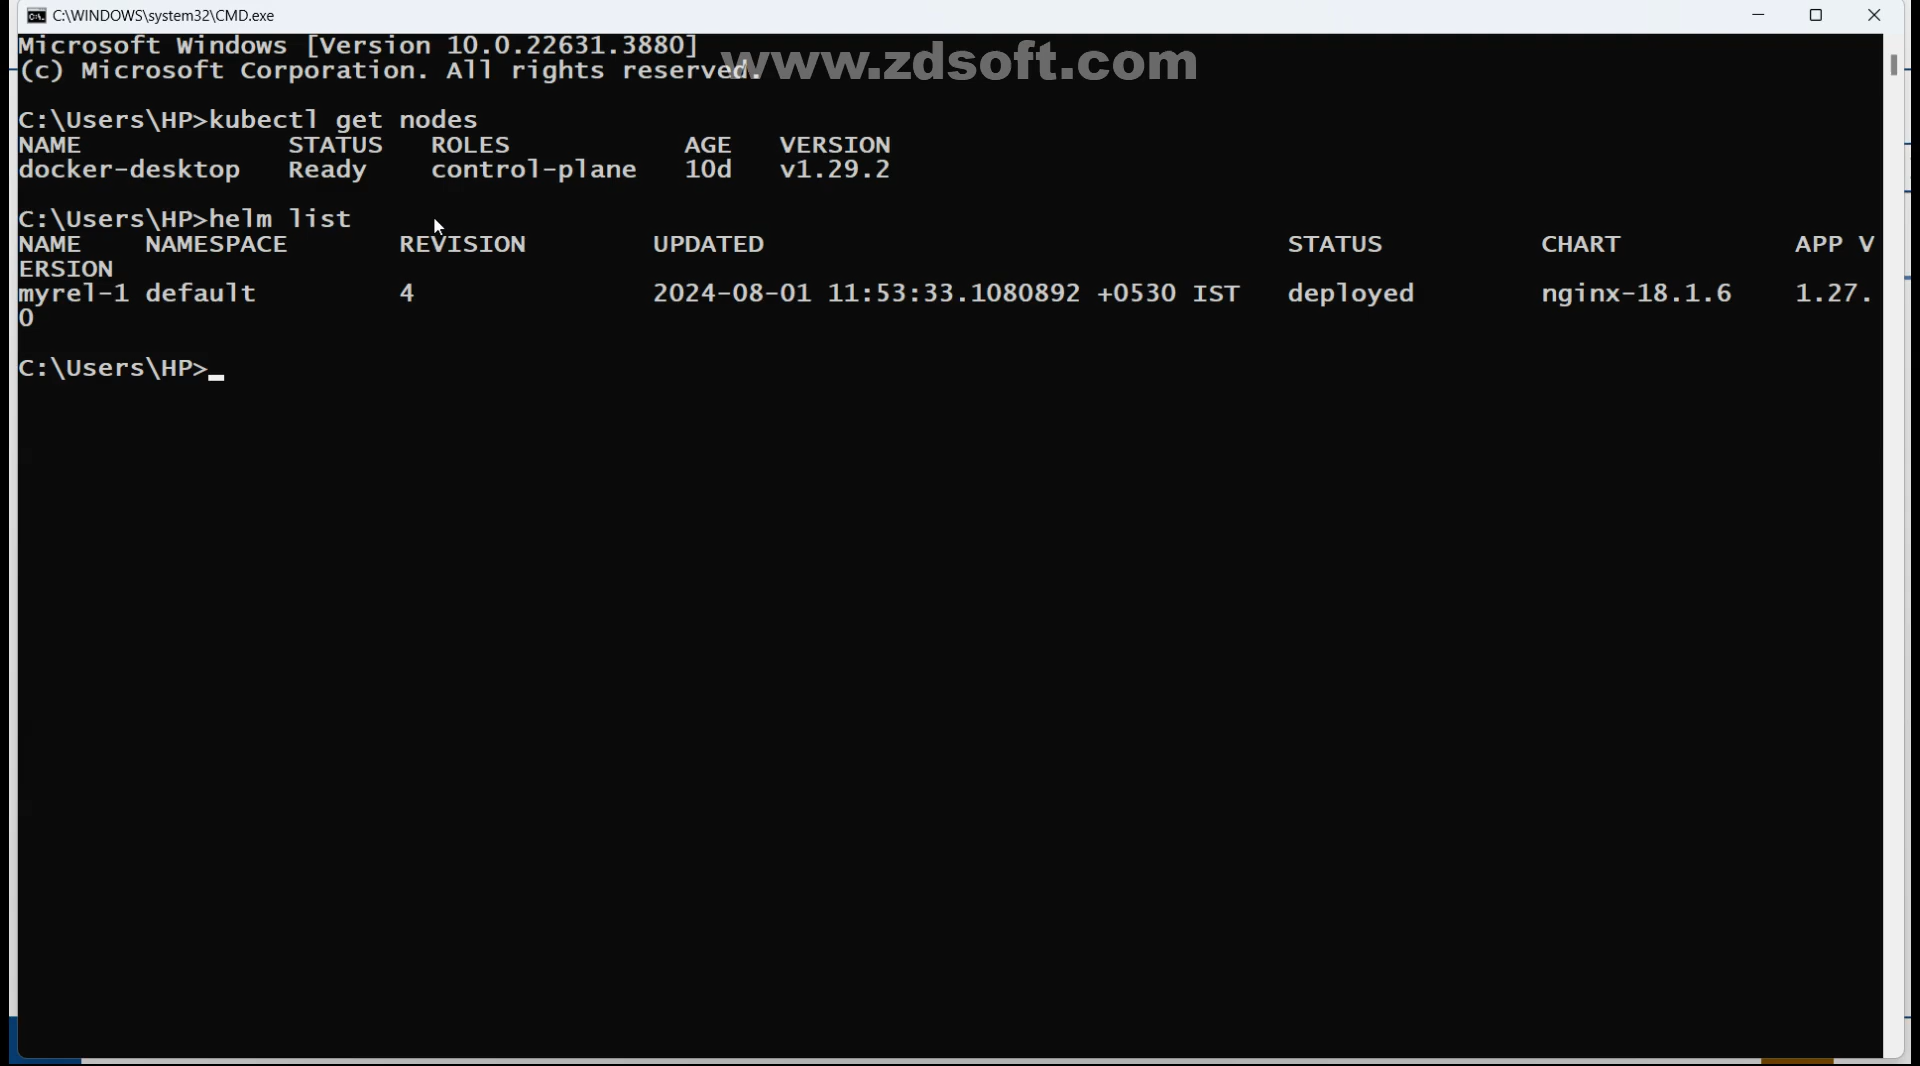 C:\WINDOWS\system32\CMD.exe
Microsoft Windows [Version 10.0.22631.3880]
www.zdsoft.com
(c) Microsoft Corporation. All rights reserved.
C:\Users\HP>kubectl get nodes
NAME             STATUS   ROLES           AGE   VERSION
docker-desktop   Ready    control-plane   10d   v1.29.2
C:\Users\HP>helm list
NAME    NAMESPACE       REVISION        UPDATED                                 STATUS          CHART           APP V
ERSION
myrel-1 default         4               2024-08-01 11:53:33.1080892 +0530 IST   deployed        nginx-18.1.6    1.27.
0
C:\Users\HP>